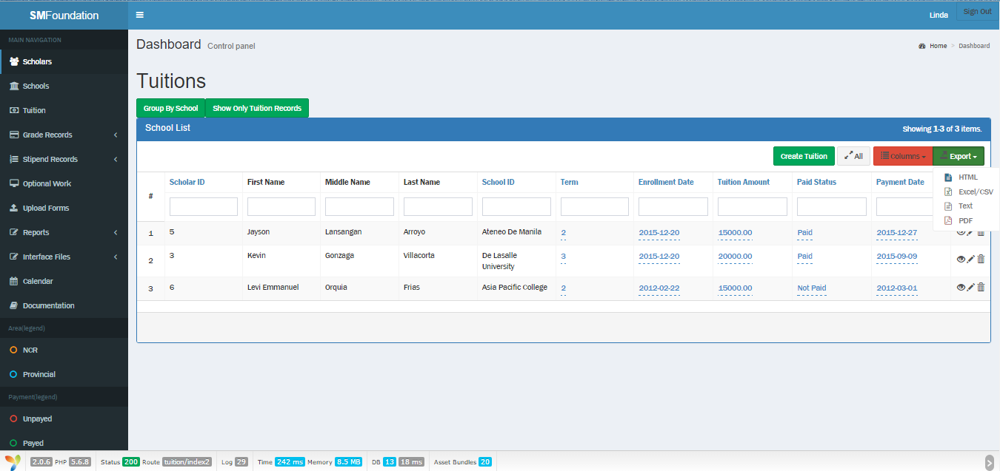 SMFoundation
Linda
Sign Out
MAIN NAVIGATION
Scholars
Schools
Tuition
Grade Records
Stipend Records
Optional Work
Upload Forms
Reports
Interface Files
Calendar
Documentation
Area(legend)
NCR
Provincial
Payment(legend)
Unpayed
Payed
Dashboard Control panel
Home > Dashboard
Tuitions
Group By School Show Only Tuition Records
School List
Showing 1-3 of 3 items.
Create Tuition All Columns Export
HTML
Excel/CSV
Text
PDF
# Scholar ID First Name Middle Name Last Name School ID Term Enrollment Date Tuition Amount Paid Status Payment Date
1 5 Jayson Lansangan Arroyo Ateneo De Manila 2 2015-12-20 15000.00 Paid 2015-12-27
2 3 Kevin Gonzaga Villacorta De Lasalle University 3 2015-12-20 20000.00 Paid 2015-09-09
3 6 Levi Emmanuel Orquia Frias Asia Pacific College 2 2012-02-22 15000.00 Not Paid 2012-03-01
2.0.6 PHP 5.6.8 Status 200 Route tuition/index2 Log 29 Time 242 ms Memory 8.5 MB DB 13 18 ms Asset Bundles 20